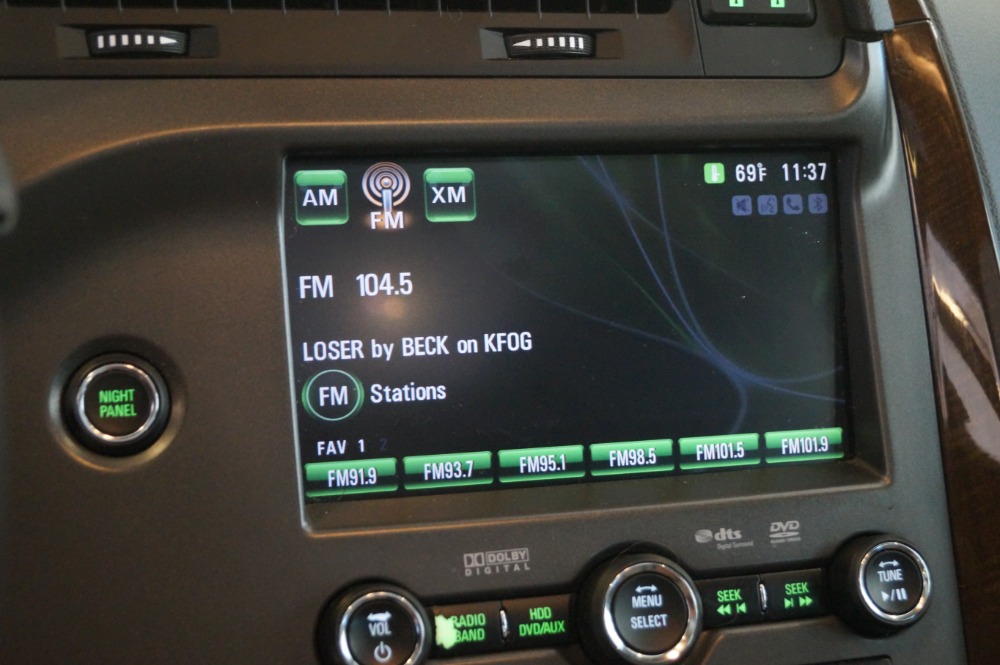 AM
FM
XM
69°F 11:37
FM 104.5
LOSER by BECK on KFOG
FM Stations
FAV 1 2
FM91.9 FM93.7 FM95.1 FM98.5 FM101.5 FM101.9
NIGHT
PANEL
DOLBY
DIGITAL
dts
Digital Surround
DVD
VOL
RADIO
BAND
HDD
DVD/AUX
MENU
SELECT
SEEK
SEEK
TUNE